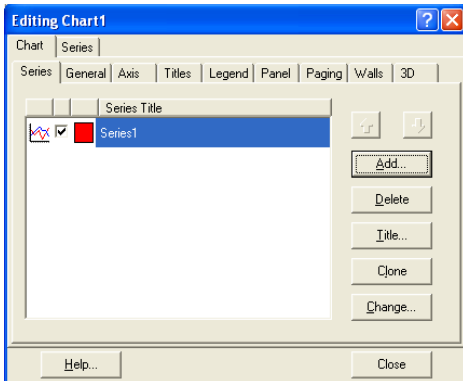 Editing Chart1
Chart Series
Series General Axis Titles Legend Panel Paging Walls 3D
Series Title
Series1
Add...
Delete
Title...
Clone
Change...
Help... Close